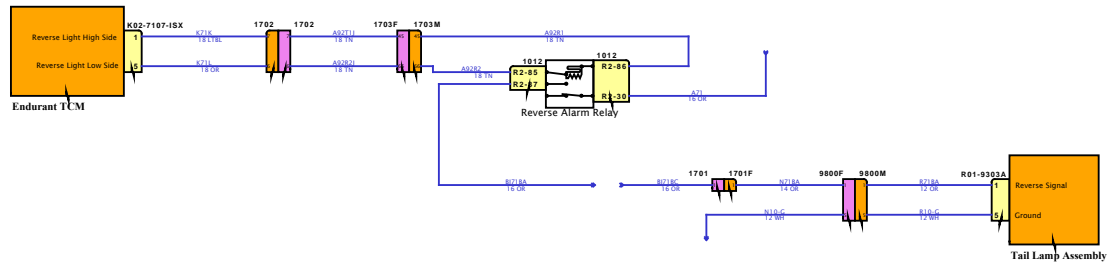 K02-7107-ISX
1702
1702
1703F
1703M
Reverse Light High Side
1
K71K
18 LTBL
A92T1J
18 TN
A92R1
18 TN
Reverse Light Low Side
5
K71L
18 OR
A92R2J
18 TN
A92R2
18 TN
1012
1012
R2-85
R2-86
R2-87
R2-30
A71
16 OR
Endurant TCM
Reverse Alarm Relay
BI71BA
16 OR
BI71BC
16 OR
1701
1701F
N71BA
14 OR
9800F
9800M
R71BA
12 OR
R01-9303A
1
Reverse Signal
N10-G
12 WH
R10-G
12 WH
5
Ground
Tail Lamp Assembly